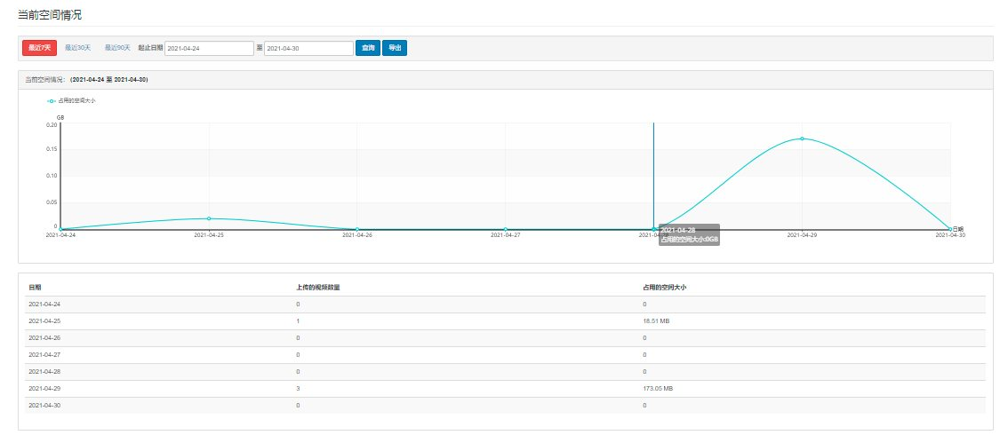 当前空间情况
最近7天 最近30天 最近90天 起止日期 2021-04-24 至 2021-04-30 查询 导出
当前空间情况: (2021-04-24 至 2021-04-30)
占用的空间大小
GB
0.20
0.15
0.10
0.05
0
2021-04-24 2021-04-25 2021-04-26 2021-04-27 2021-04-29 2021-04-30 日期
2021-04-28
占用的空间大小:0GB
日期 上传的视频数量 占用的空间大小
2021-04-24 0 0
2021-04-25 1 18.51 MB
2021-04-26 0 0
2021-04-27 0 0
2021-04-28 0 0
2021-04-29 3 173.05 MB
2021-04-30 0 0